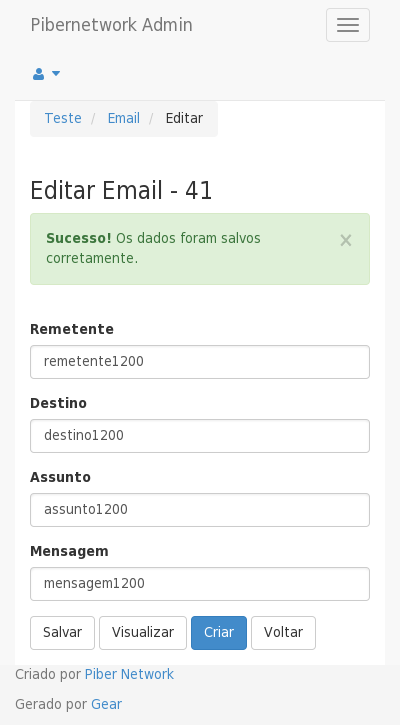 Pibernetwork Admin
Teste / Email / Editar
Editar Email - 41
Sucesso! Os dados foram salvos
corretamente.
×
Remetente
remetente1200
Destino
destino1200
Assunto
assunto1200
Mensagem
mensagem1200
Salvar Visualizar Criar Voltar
Criado por Piber Network
Gerado por Gear